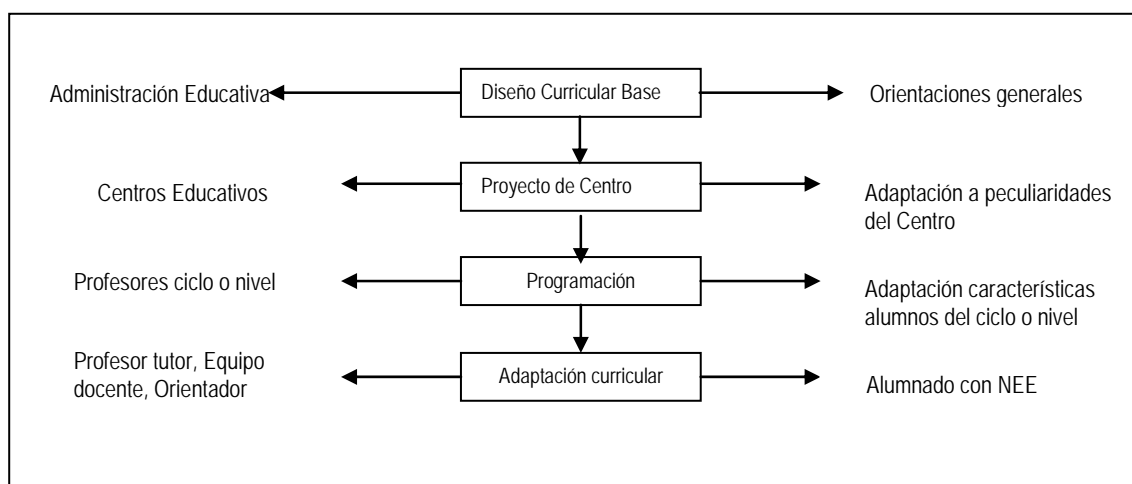 Administración Educativa
Diseño Curricular Base
Orientaciones generales
Centros Educativos
Proyecto de Centro
Adaptación a peculiaridades
del Centro
Profesores ciclo o nivel
Programación
Adaptación características
alumnos del ciclo o nivel
Profesor tutor, Equipo
docente, Orientador
Adaptación curricular
Alumnado con NEE